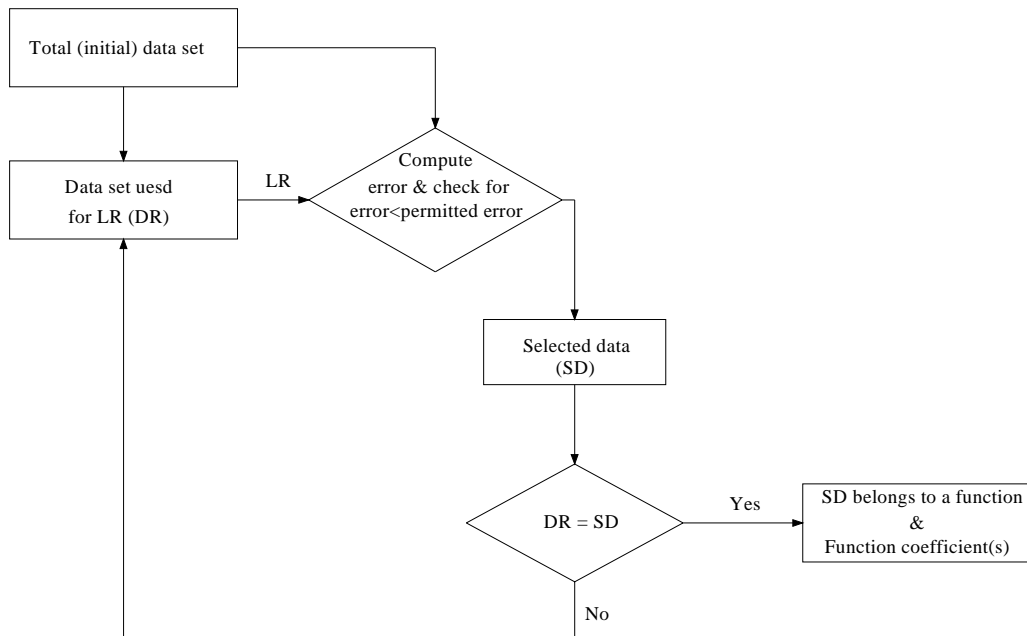 Total (initial) data set
Data set uesd
for LR (DR)
LR
Compute
error & check for
error<permitted error
Selected data
(SD)
DR = SD
Yes
SD belongs to a function
&
Function coefficient(s)
No